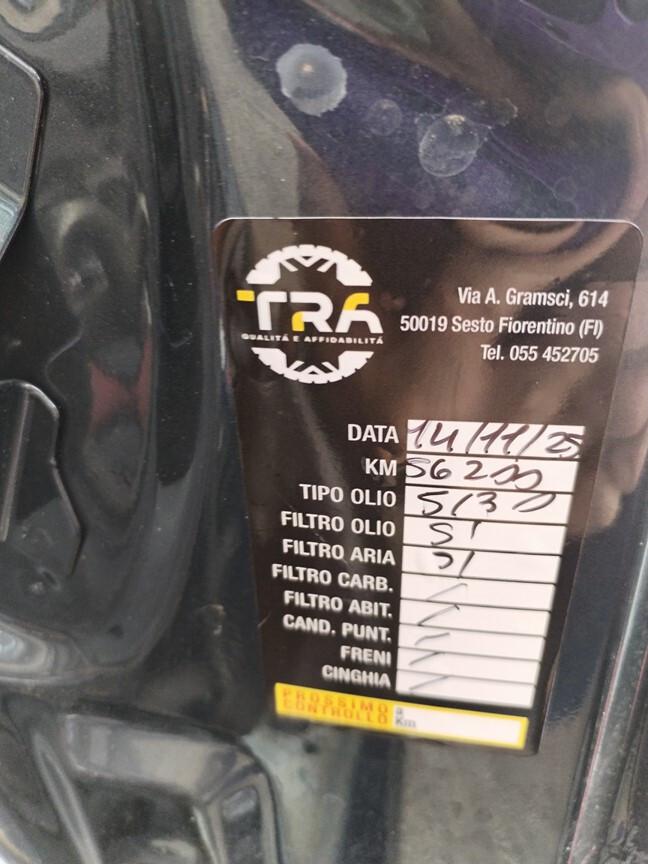 TRA
QUALITÁ E AFFIDABILITÁ
Via A. Gramsci, 614
50019 Sesto Fiorentino (FI)
Tel. 055 452705
DATA 14/11/25
KM 56200
TIPO OLIO 5/30
FILTRO OLIO SI
FILTRO ARIA SI
FILTRO CARB. /
FILTRO ABIT. /
CAND. PUNT. /
FRENI /
CINGHIA /
PROSSIMO CONTROLLO a Km